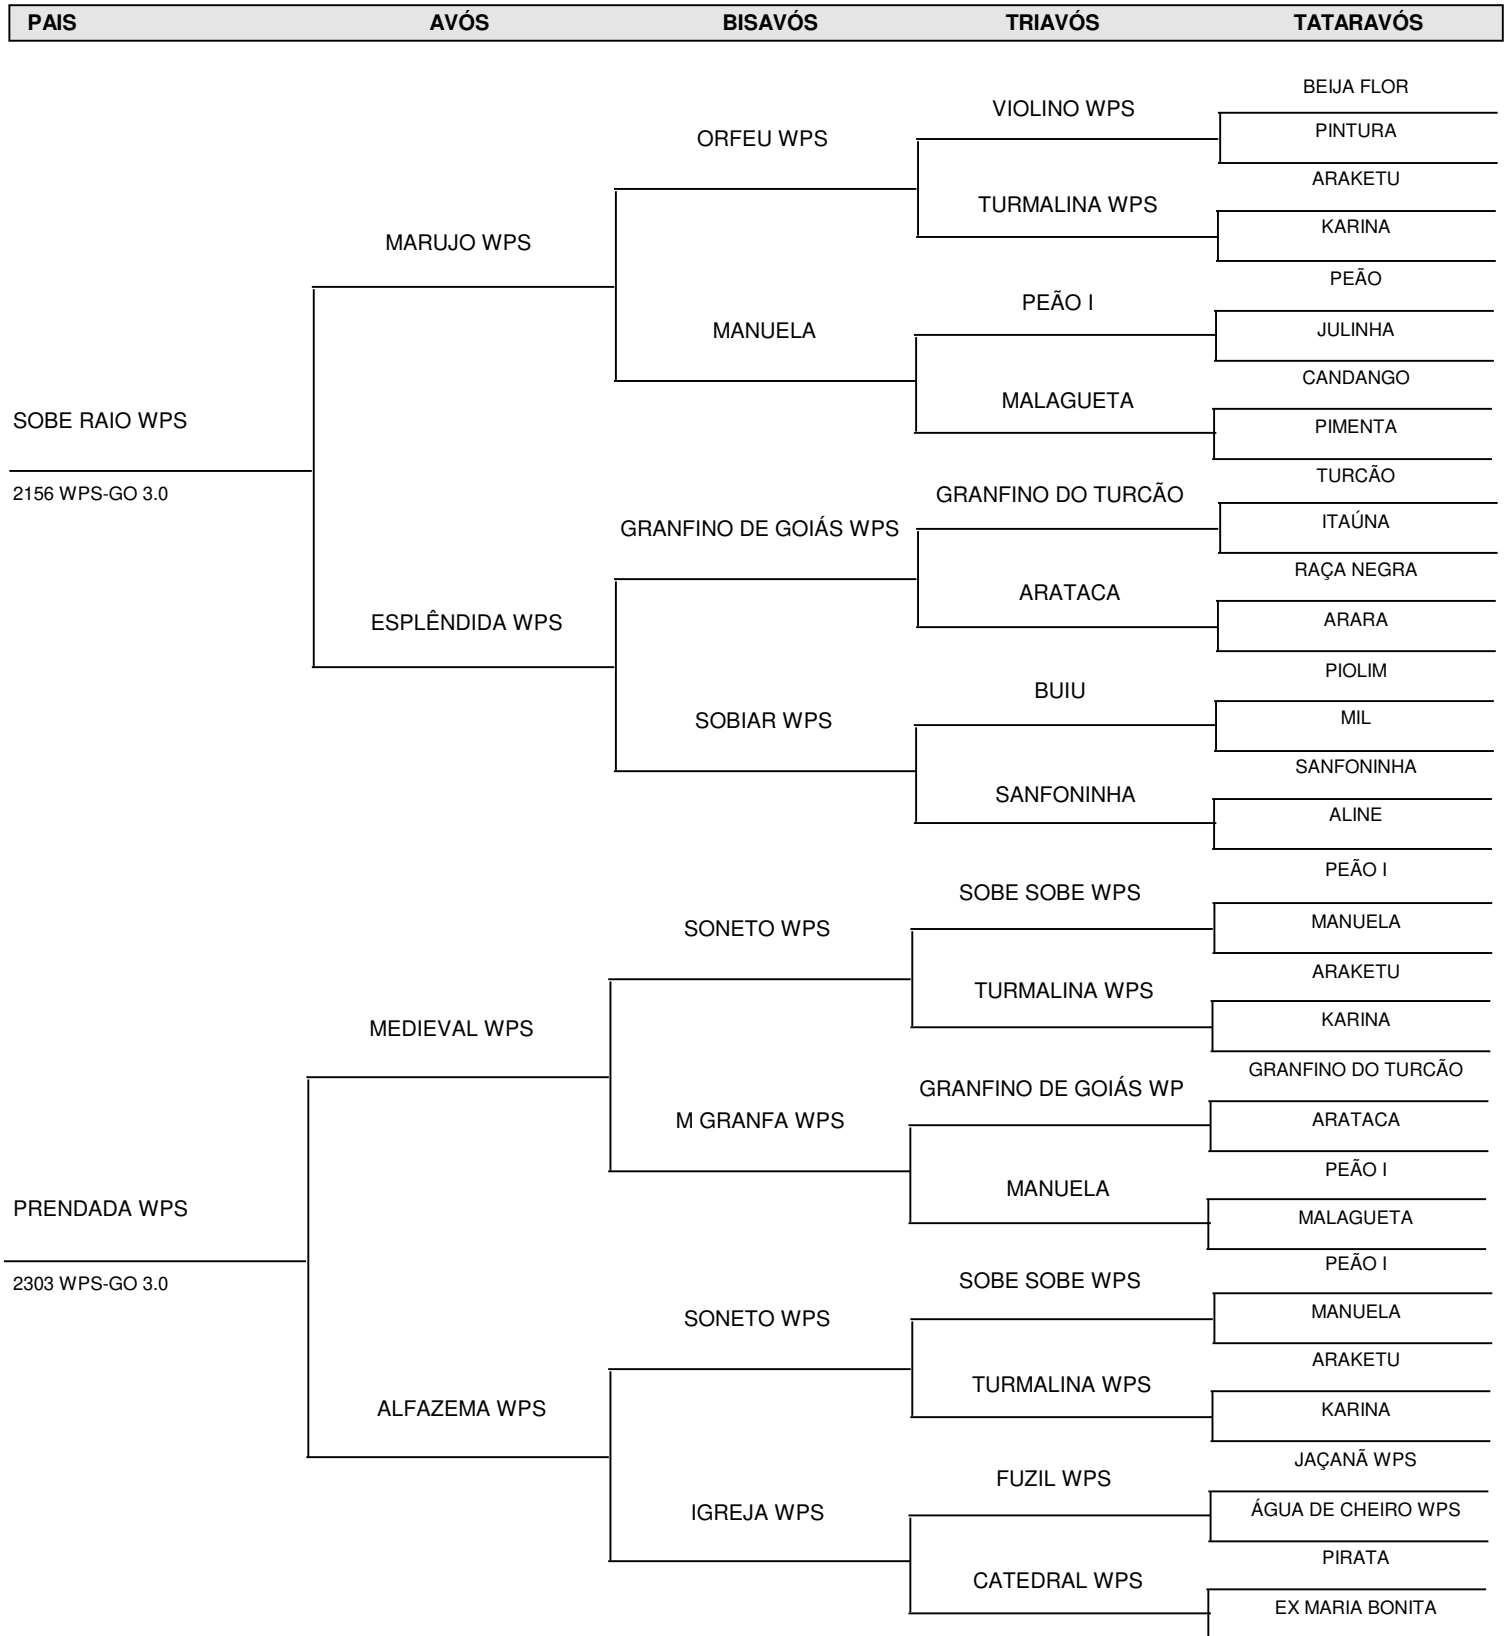 PAIS AVÓS BISAVÓS TRIAVÓS TATARAVÓS
BEIJA FLOR
VIOLINO WPS
PINTURA
ORFEU WPS
ARAKETU
TURMALINA WPS
KARINA
MARUJO WPS
PEÃO
PEÃO I
JULINHA
MANUELA
CANDANGO
MALAGUETA
SOBE RAIO WPS
PIMENTA
TURCÃO
2156 WPS-GO 3.0
GRANFINO DO TURCÃO
ITAÚNA
GRANFINO DE GOIÁS WPS
RAÇA NEGRA
ARATACA
ARARA
ESPLÊNDIDA WPS
PIOLIM
BUIU
MIL
SOBIAR WPS
SANFONINHA
SANFONINHA
ALINE
PEÃO I
SOBE SOBE WPS
MANUELA
SONETO WPS
ARAKETU
TURMALINA WPS
KARINA
MEDIEVAL WPS
GRANFINO DO TURCÃO
GRANFINO DE GOIÁS WP
ARATACA
M GRANFA WPS
PEÃO I
MANUELA
PRENDADA WPS
MALAGUETA
PEÃO I
2303 WPS-GO 3.0
SOBE SOBE WPS
MANUELA
SONETO WPS
ARAKETU
TURMALINA WPS
KARINA
ALFAZEMA WPS
JAÇANÃ WPS
FUZIL WPS
ÁGUA DE CHEIRO WPS
IGREJA WPS
PIRATA
CATEDRAL WPS
EX MARIA BONITA